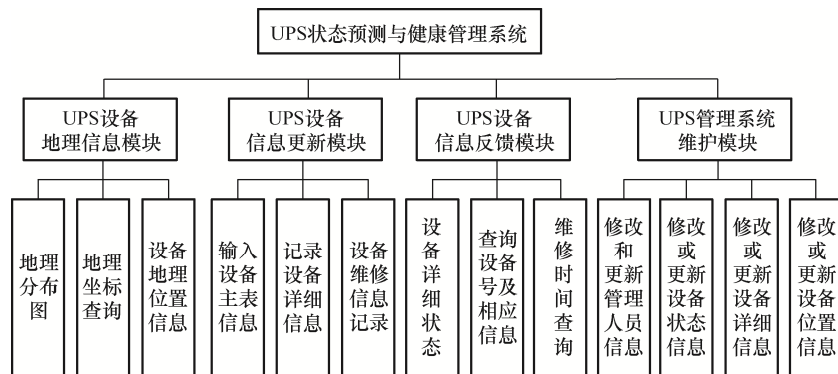 UPS状态预测与健康管理系统
UPS设备
地理信息模块
UPS设备
信息更新模块
UPS设备
信息反馈模块
UPS管理系统
维护模块
地理
分布
图
地理
坐标
查询
设备
地理
位置
信息
输入
设备
主表
信息
记录
设备
详细
信息
设备
维修
信息
记录
设
备
详
细
状
态
查询
设备
号及
相应
信息
维
修
时
间
查
询
修改
和
更新
管理
人员
信息
修改
或
更新
设备
状态
信息
修改
或
更新
设备
详细
信息
修改
或
更新
设备
位置
信息